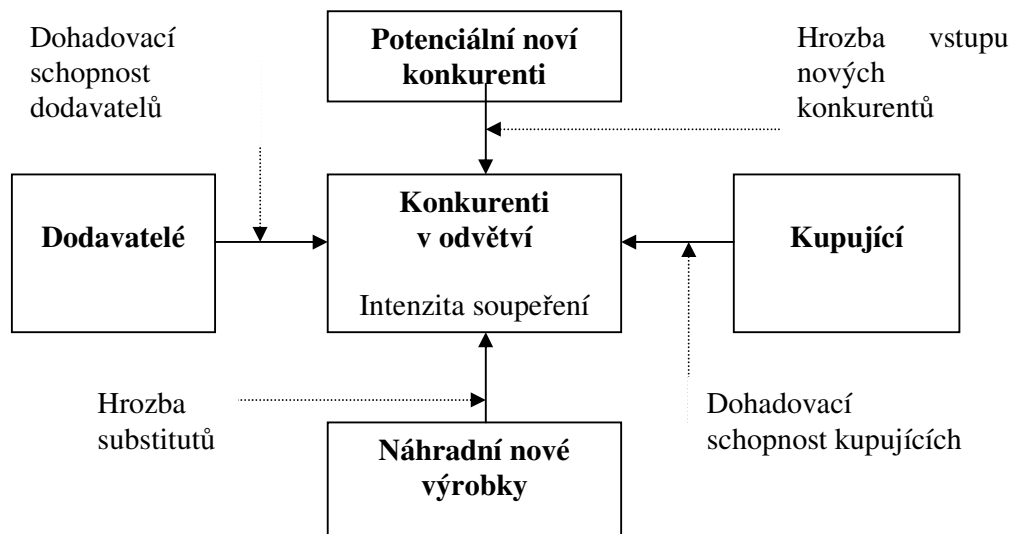 Dohadovací
schopnost
dodavatelů
Potenciální noví
konkurenti
Hrozba vstupu
nových
konkurentů
Dodavatelé
Konkurenti
v odvětví
Intenzita soupeření
Kupující
Hrozba
substitutů
Náhradní nové
výrobky
Dohadovací
schopnost kupujících